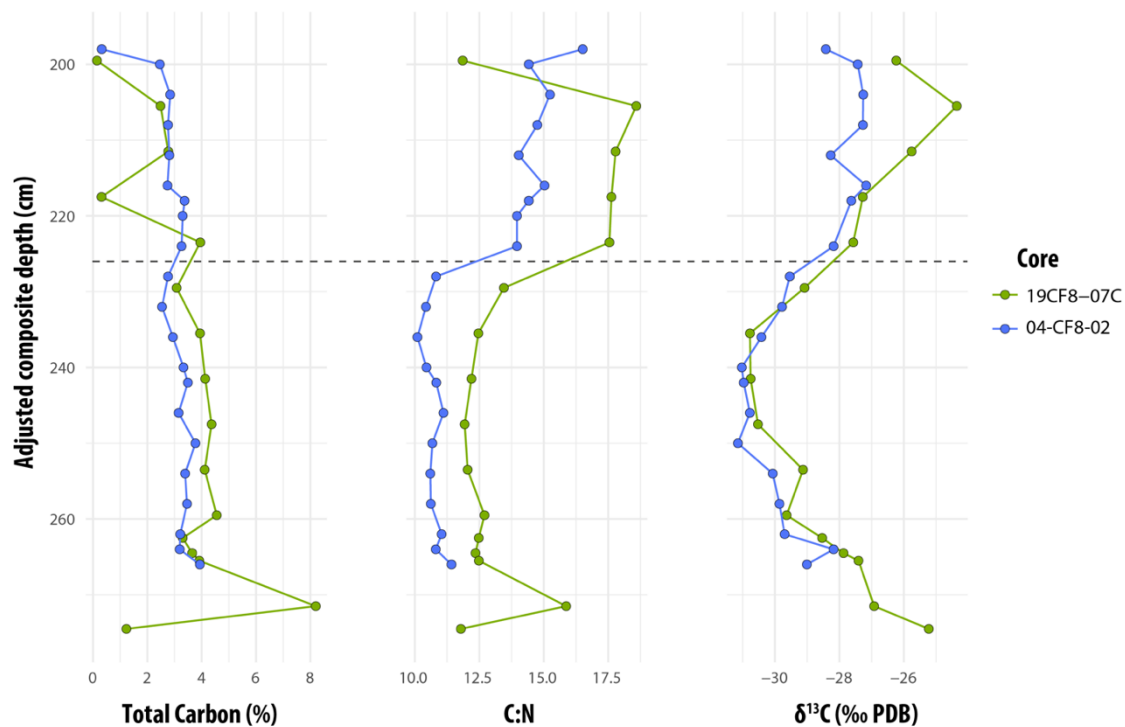 Adjusted composite depth (cm)
200
220
240
260
0 2 4 6 8
10.0 12.5 15.0 17.5
−30 −28 −26
Total Carbon (%)
C:N
δ¹³C (‰ PDB)
Core
19CF8–07C
04-CF8-02